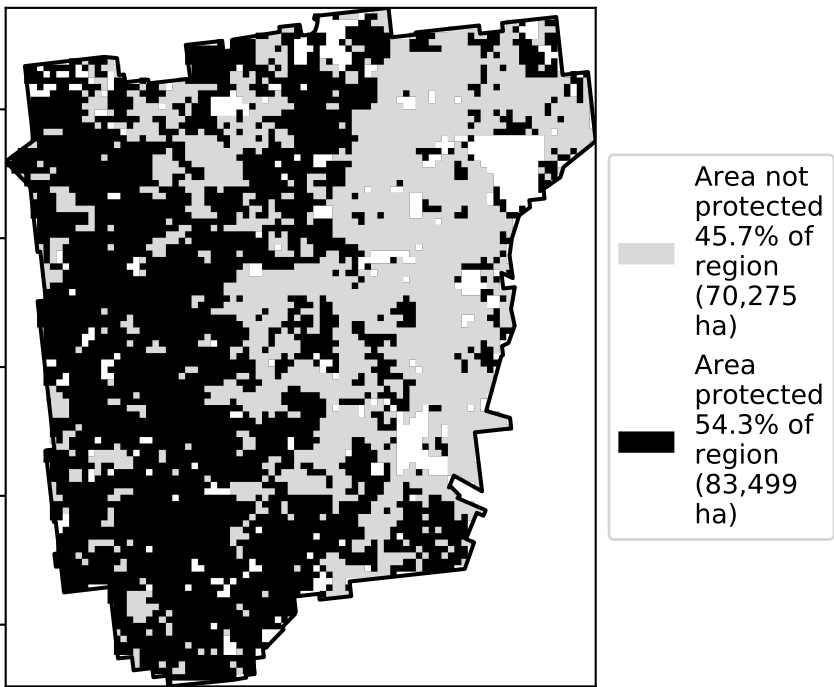 Area not
protected
45.7% of
region
(70,275
ha)
Area
protected
54.3% of
region
(83,499
ha)